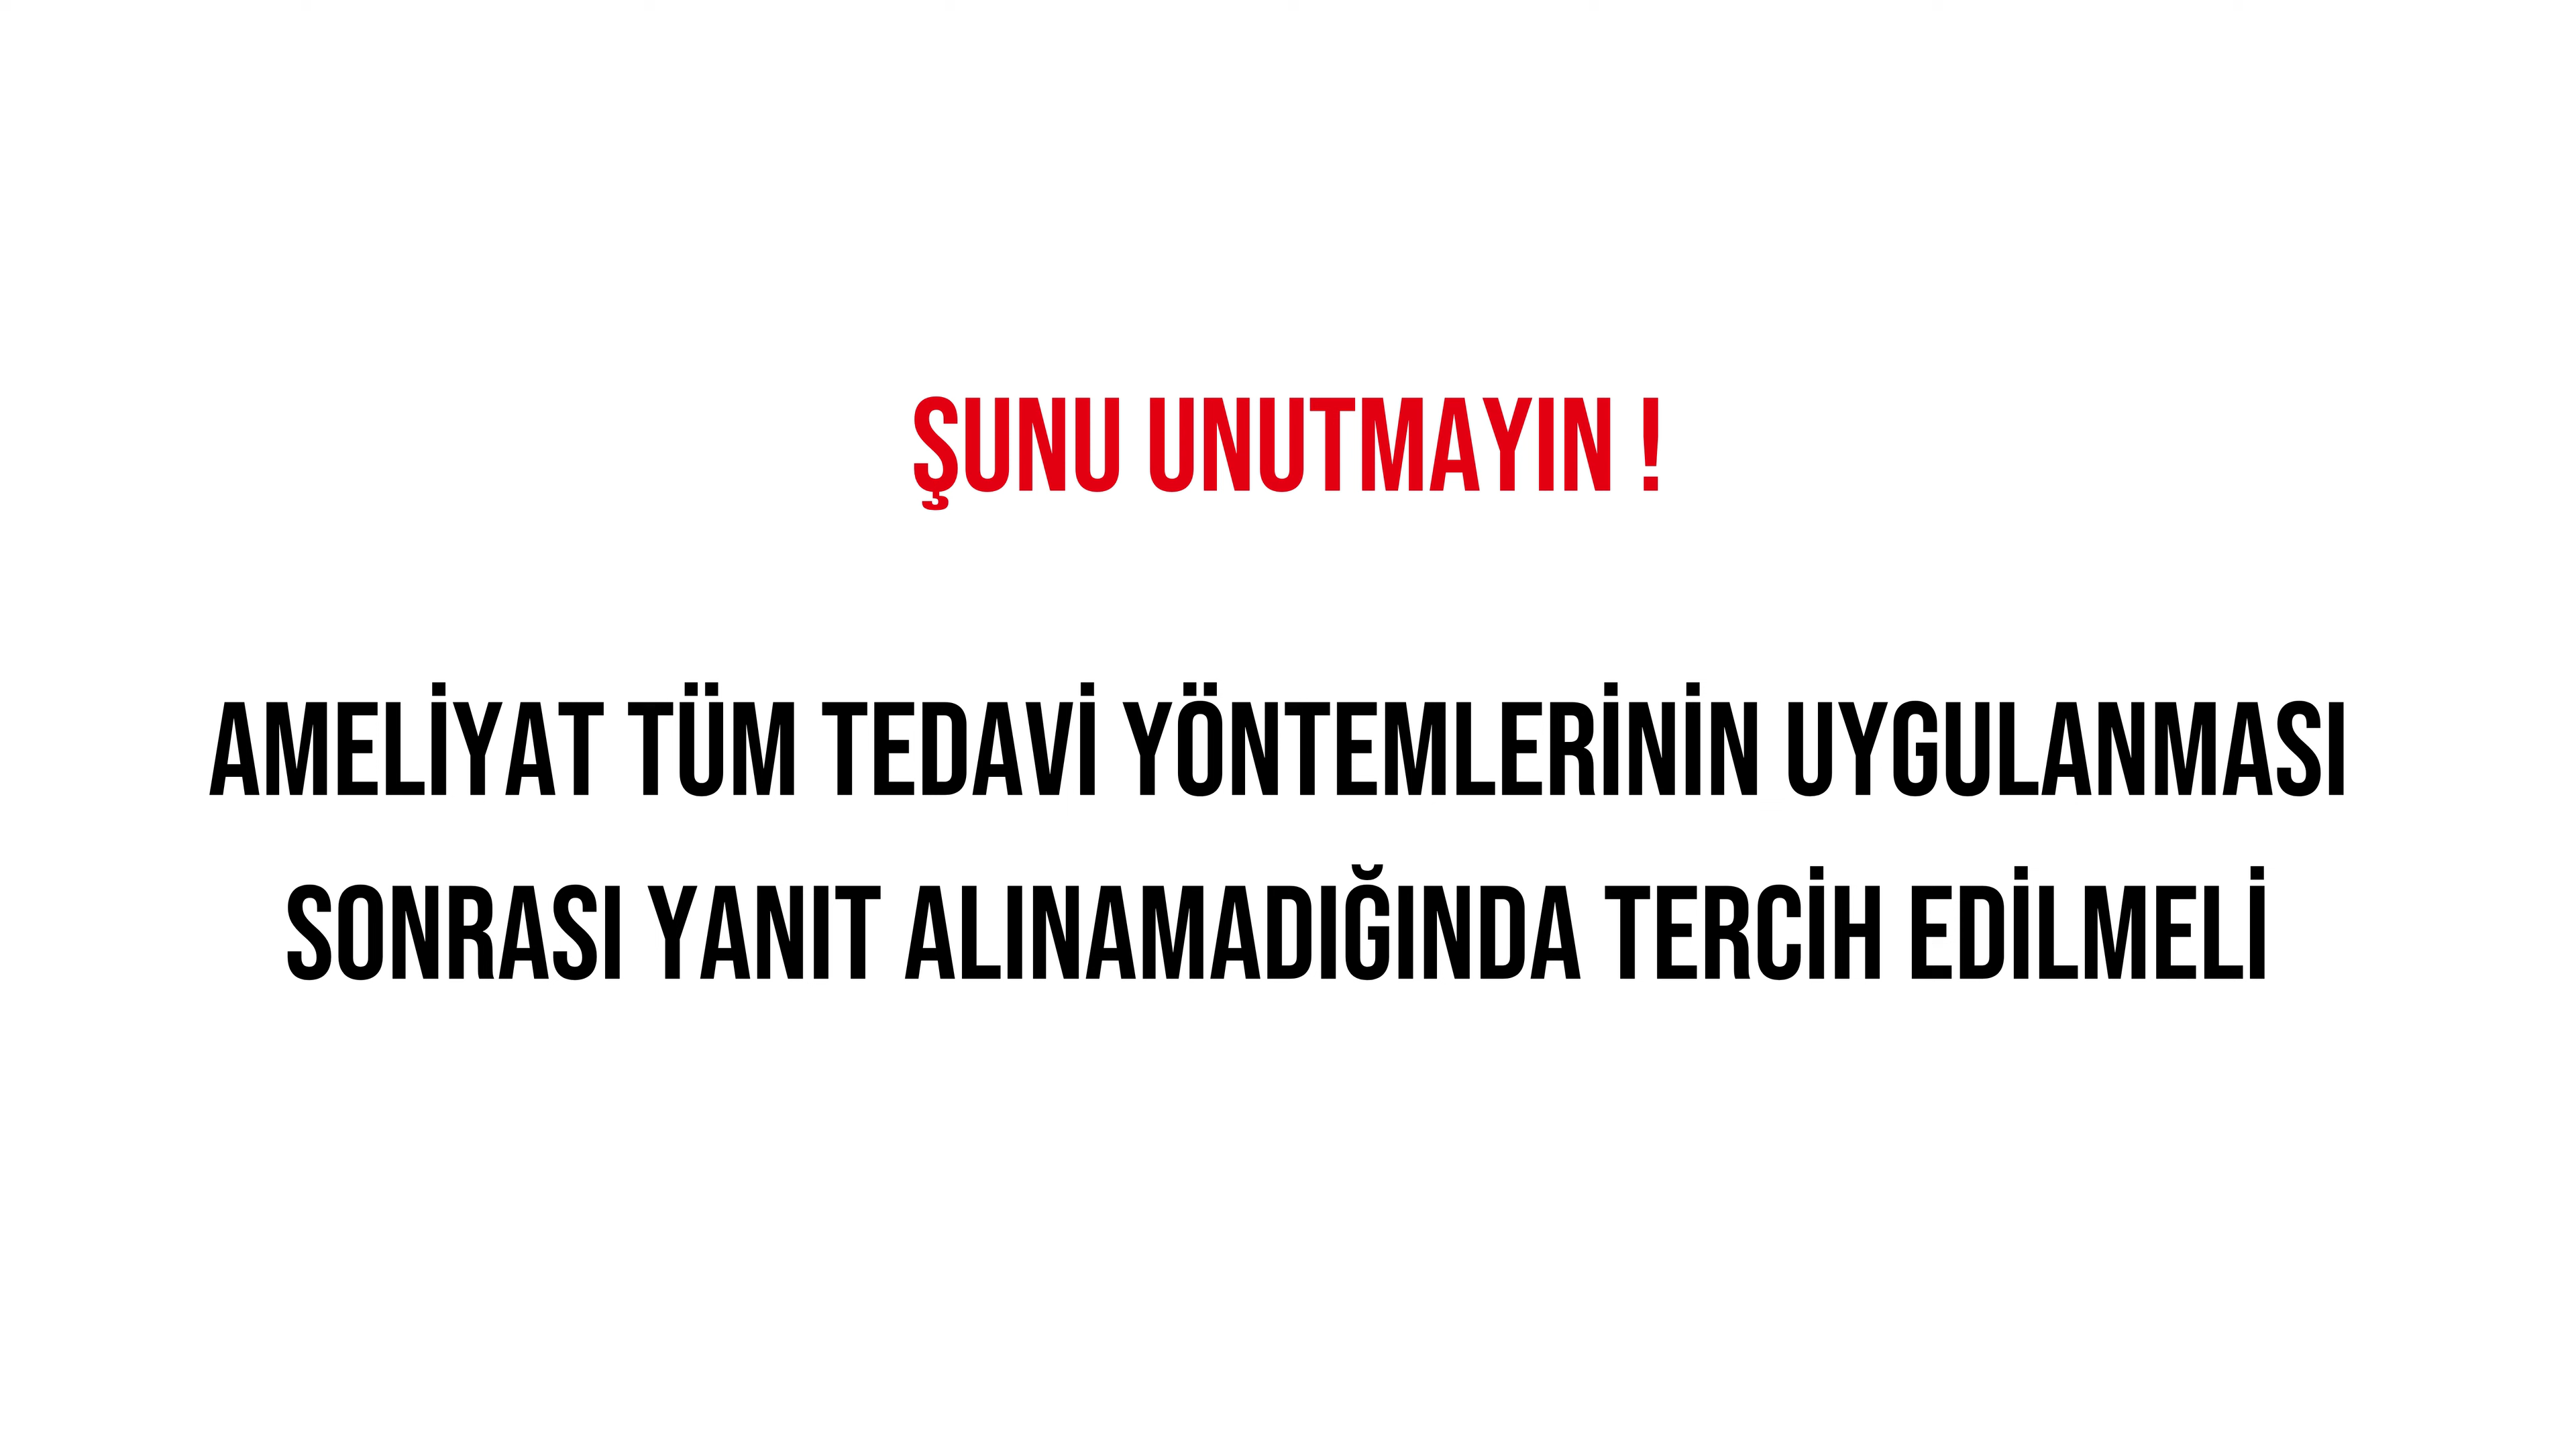 ŞUNU UNUTMAYIN !
AMELİYAT TÜM TEDAVİ YÖNTEMLERİNİN UYGULANMASI
SONRASI YANIT ALINAMADIĞINDA TERCİH EDİLMELİ